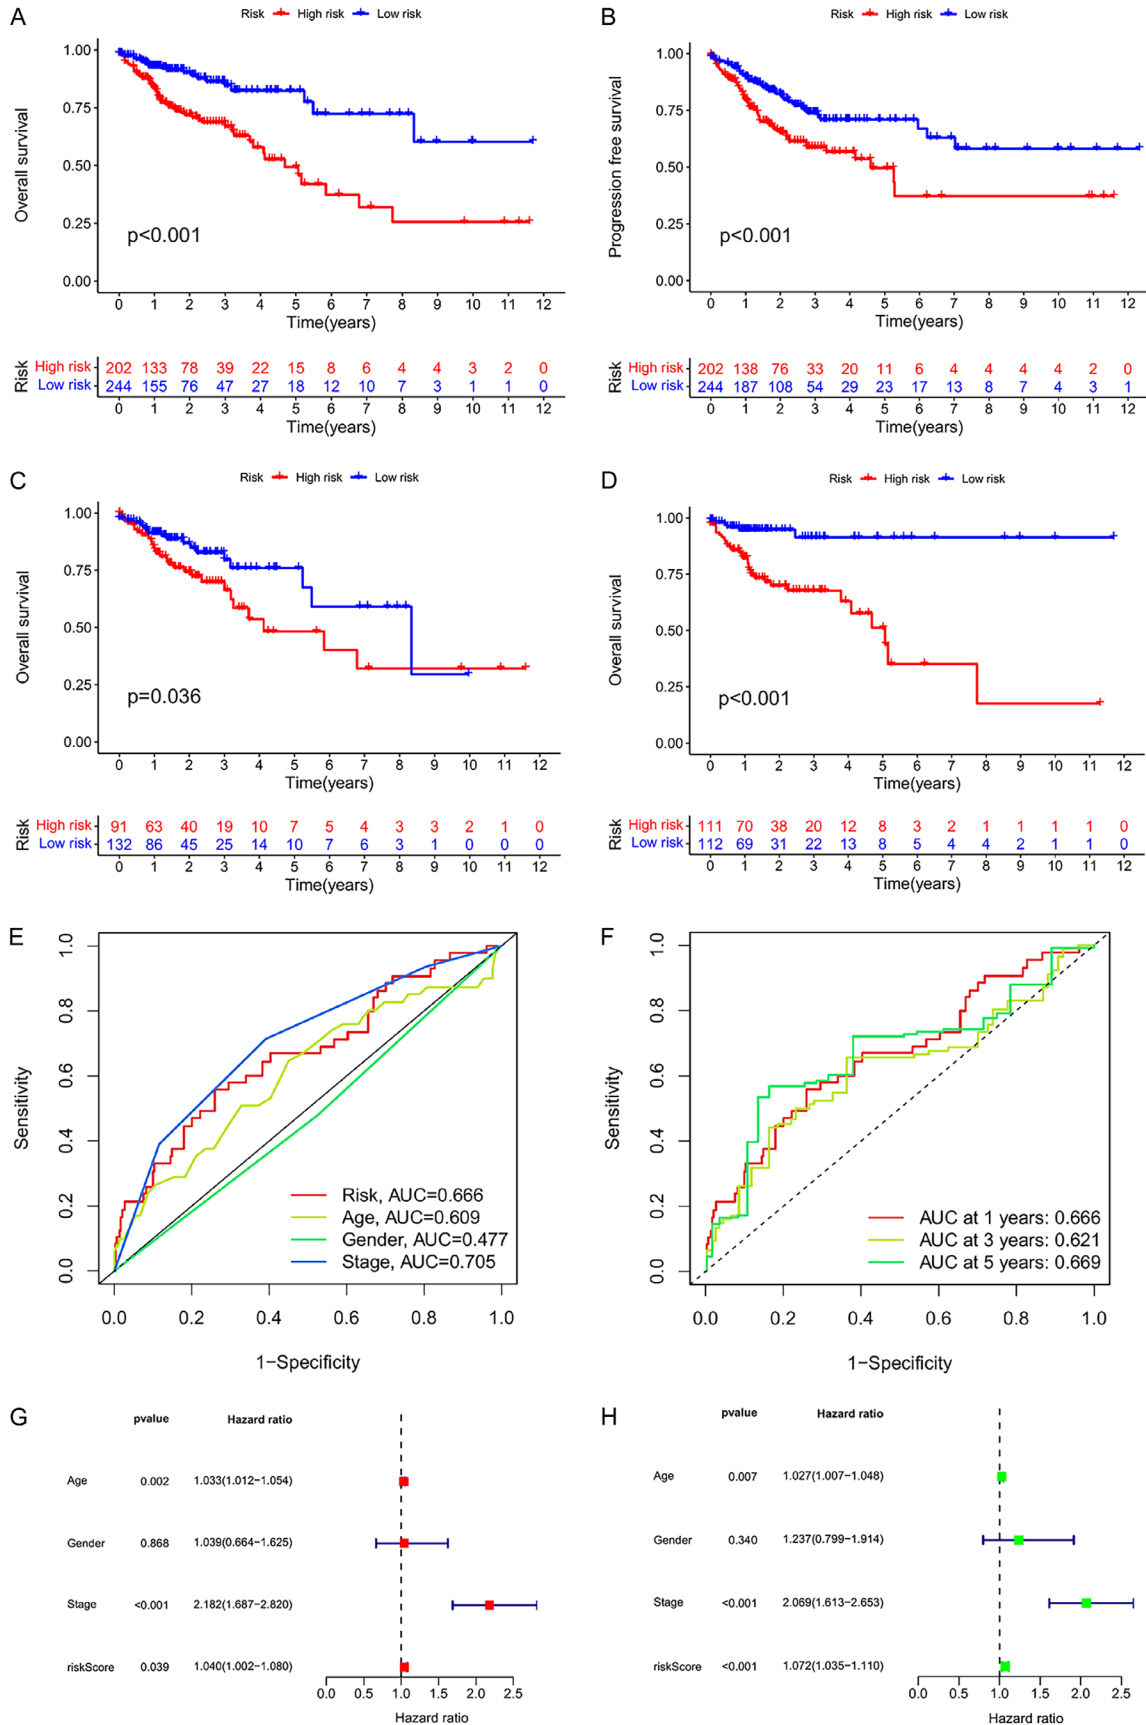 A
Risk High risk Low risk
1.00
0.75
0.50
0.25
0.00
Overall survival
p<0.001
0 1 2 3 4 5 6 7 8 9 10 11 12
Time(years)
Risk
High risk 202 133 78 39 22 15 8 6 4 4 3 2 0
Low risk 244 155 76 47 27 18 12 10 7 3 1 1 0
0 1 2 3 4 5 6 7 8 9 10 11 12
Time(years)
B
Risk High risk Low risk
1.00
0.75
0.50
0.25
0.00
Progression free survival
p<0.001
0 1 2 3 4 5 6 7 8 9 10 11 12
Time(years)
Risk
High risk 202 138 76 33 20 11 6 4 4 4 4 2 0
Low risk 244 187 108 54 29 23 17 13 8 7 4 3 1
0 1 2 3 4 5 6 7 8 9 10 11 12
Time(years)
C
Risk High risk Low risk
1.00
0.75
0.50
0.25
0.00
Overall survival
p=0.036
0 1 2 3 4 5 6 7 8 9 10 11 12
Time(years)
Risk
High risk 91 63 40 19 10 7 5 4 3 3 2 1 0
Low risk 132 86 45 25 14 10 7 6 3 1 0 0 0
0 1 2 3 4 5 6 7 8 9 10 11 12
Time(years)
D
Risk High risk Low risk
1.00
0.75
0.50
0.25
0.00
Overall survival
p<0.001
0 1 2 3 4 5 6 7 8 9 10 11 12
Time(years)
Risk
High risk 111 70 38 20 12 8 3 2 1 1 1 1 0
Low risk 112 69 31 22 13 8 5 4 4 2 1 1 0
0 1 2 3 4 5 6 7 8 9 10 11 12
Time(years)
E
1.0
0.8
0.6
0.4
0.2
0.0
Sensitivity
Risk, AUC=0.666
Age, AUC=0.609
Gender, AUC=0.477
Stage, AUC=0.705
0.0 0.2 0.4 0.6 0.8 1.0
1−Specificity
F
1.0
0.8
0.6
0.4
0.2
0.0
Sensitivity
AUC at 1 years: 0.666
AUC at 3 years: 0.621
AUC at 5 years: 0.669
0.0 0.2 0.4 0.6 0.8 1.0
1−Specificity
G
pvalue Hazard ratio
Age 0.002 1.033(1.012−1.054)
Gender 0.868 1.039(0.664−1.625)
Stage <0.001 2.182(1.687−2.820)
riskScore 0.039 1.040(1.002−1.080)
0.0 0.5 1.0 1.5 2.0 2.5
Hazard ratio
H
pvalue Hazard ratio
Age 0.007 1.027(1.007−1.048)
Gender 0.340 1.237(0.799−1.914)
Stage <0.001 2.069(1.613−2.653)
riskScore <0.001 1.072(1.035−1.110)
0.0 0.5 1.0 1.5 2.0 2.5
Hazard ratio